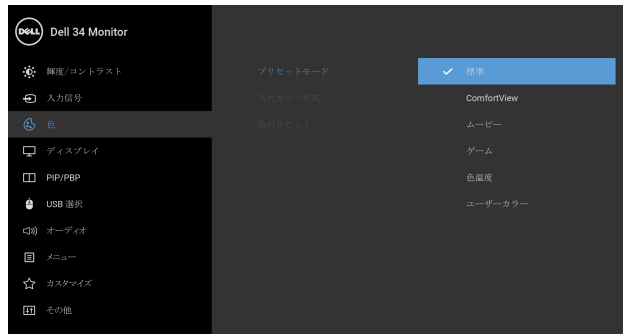 DELL Dell 34 Monitor
輝度/コントラスト
入力信号
色
ディスプレイ
PIP/PBP
USB 選択
オーディオ
メニュー
カスタマイズ
その他
プリセットモード
入力カラー形式
色のリセット
標準
ComfortView
ムービー
ゲーム
色温度
ユーザーカラー